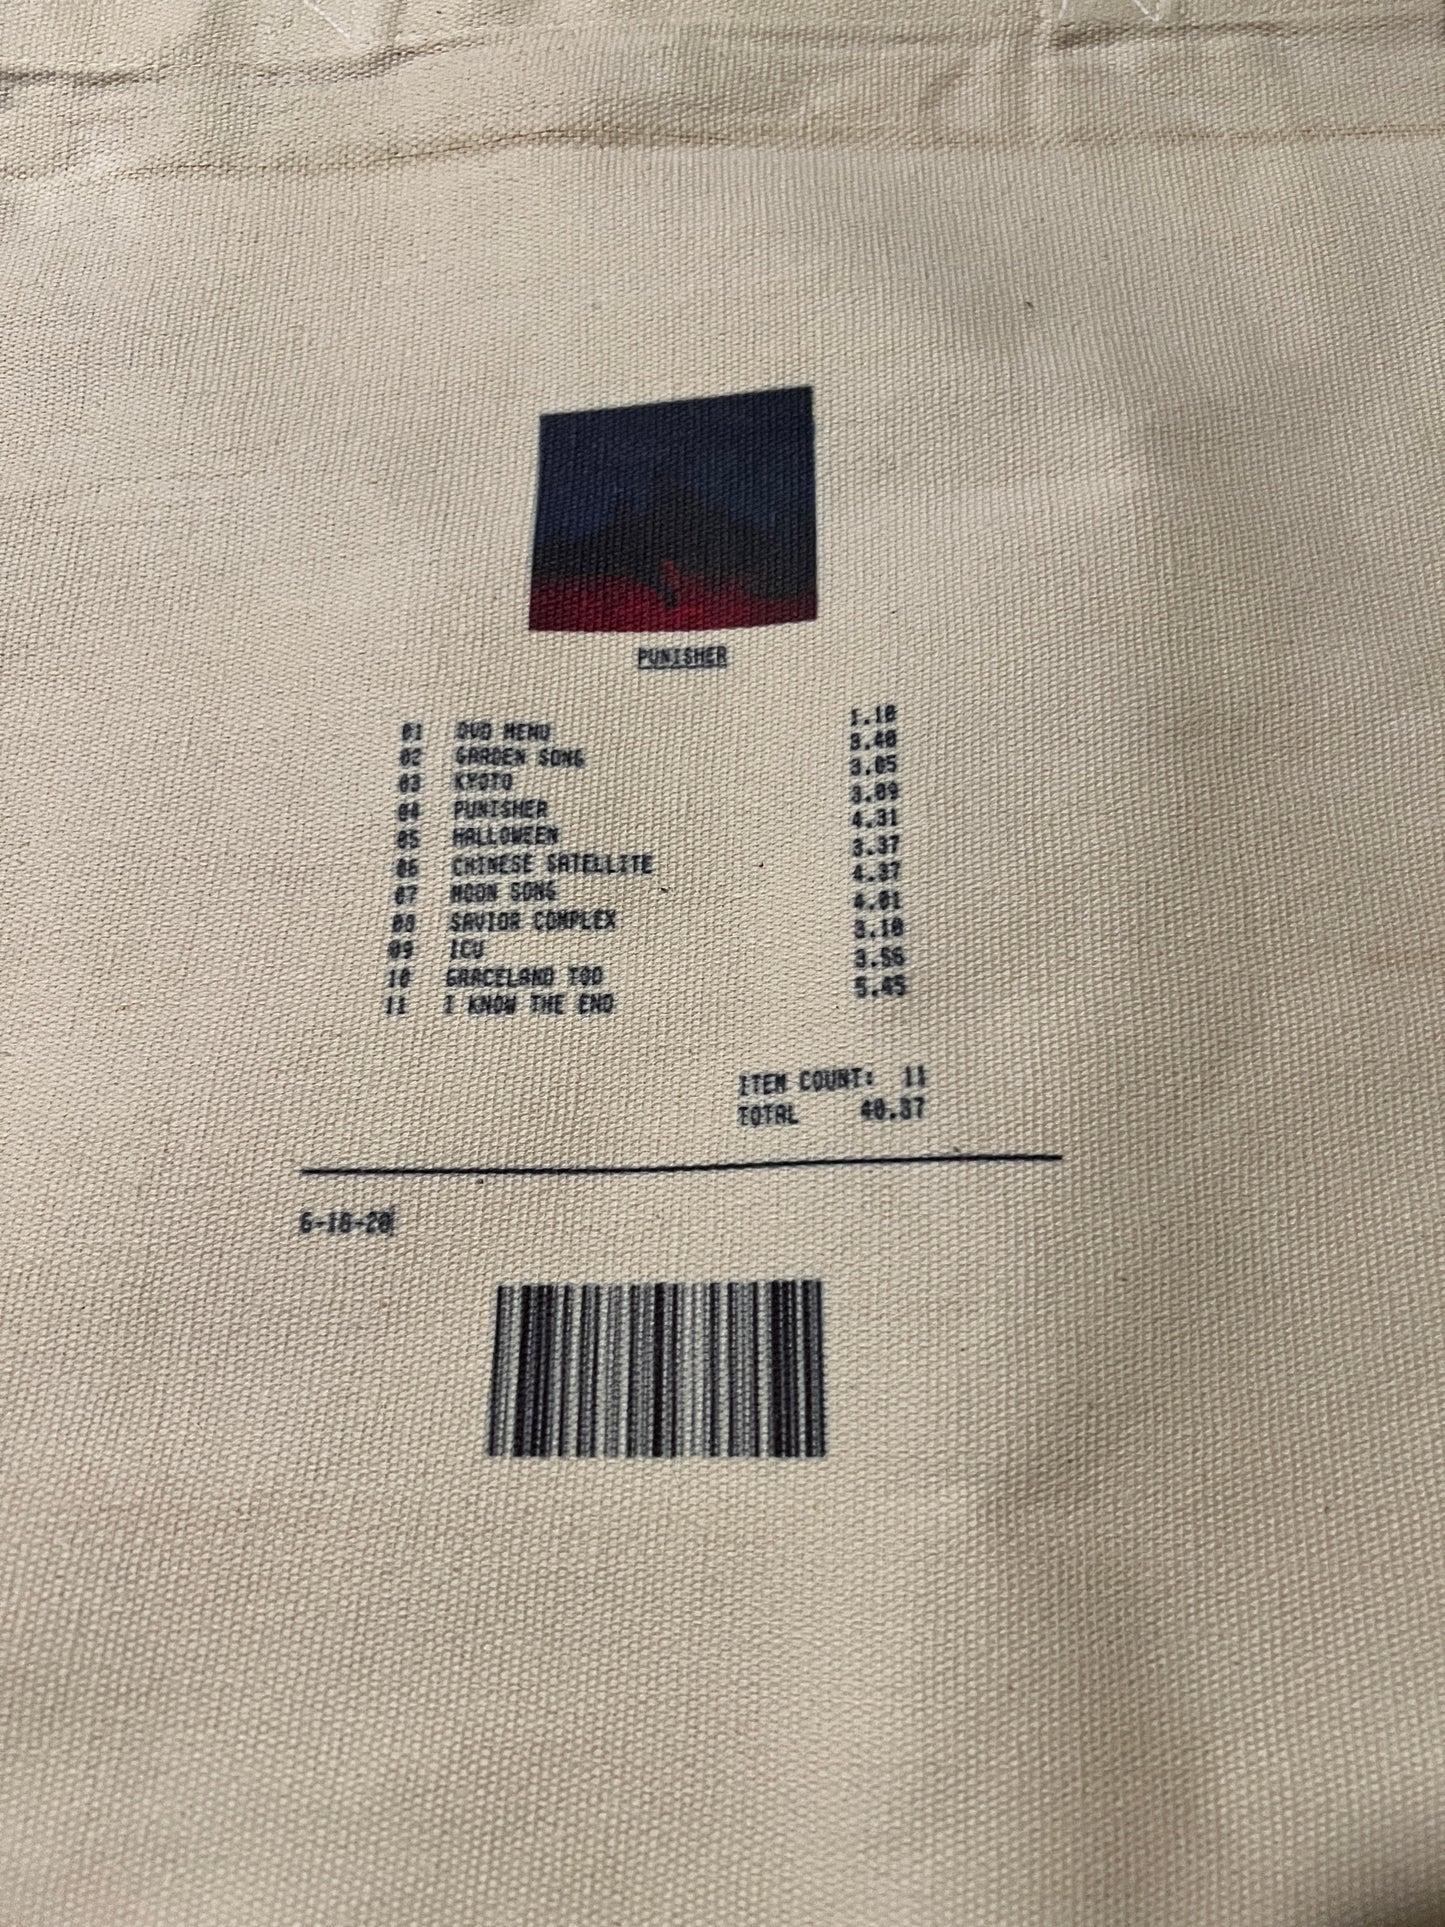 PUNISHER
01 DVD MENU 1.10
02 GARDEN SONG 3.40
03 KYOTO 3.05
04 PUNISHER 3.09
05 HALLOWEEN 4.31
06 CHINESE SATELLITE 3.37
07 MOON SONG 4.37
08 SAVIOR COMPLEX 4.01
09 ICU 3.10
10 GRACELAND TOO 3.56
11 I KNOW THE END 5.45
ITEM COUNT: 11
TOTAL 40.37
6-18-20